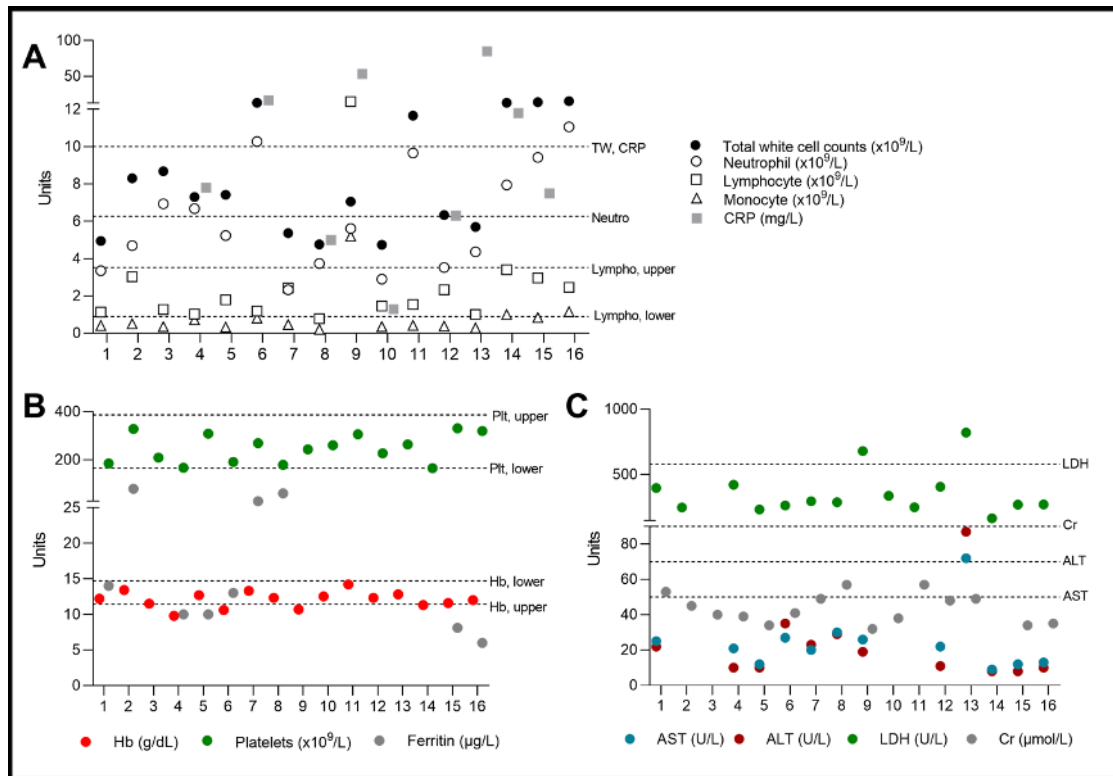 A
100
50
12
10
8
6
4
2
0
Units
TW, CRP
Neutro
Lympho, upper
Lympho, lower
1 2 3 4 5 6 7 8 9 10 11 12 13 14 15 16
Total white cell counts (x10⁹/L)
Neutrophil (x10⁹/L)
Lymphocyte (x10⁹/L)
Monocyte (x10⁹/L)
CRP (mg/L)
B
400
200
25
20
15
10
5
0
Units
Plt, upper
Plt, lower
Hb, lower
Hb, upper
1 2 3 4 5 6 7 8 9 10 11 12 13 14 15 16
Hb (g/dL) Platelets (x10⁹/L) Ferritin (µg/L)
C
1000
500
80
60
40
20
0
Units
LDH
Cr
ALT
AST
1 2 3 4 5 6 7 8 9 10 11 12 13 14 15 16
AST (U/L) ALT (U/L) LDH (U/L) Cr (µmol/L)